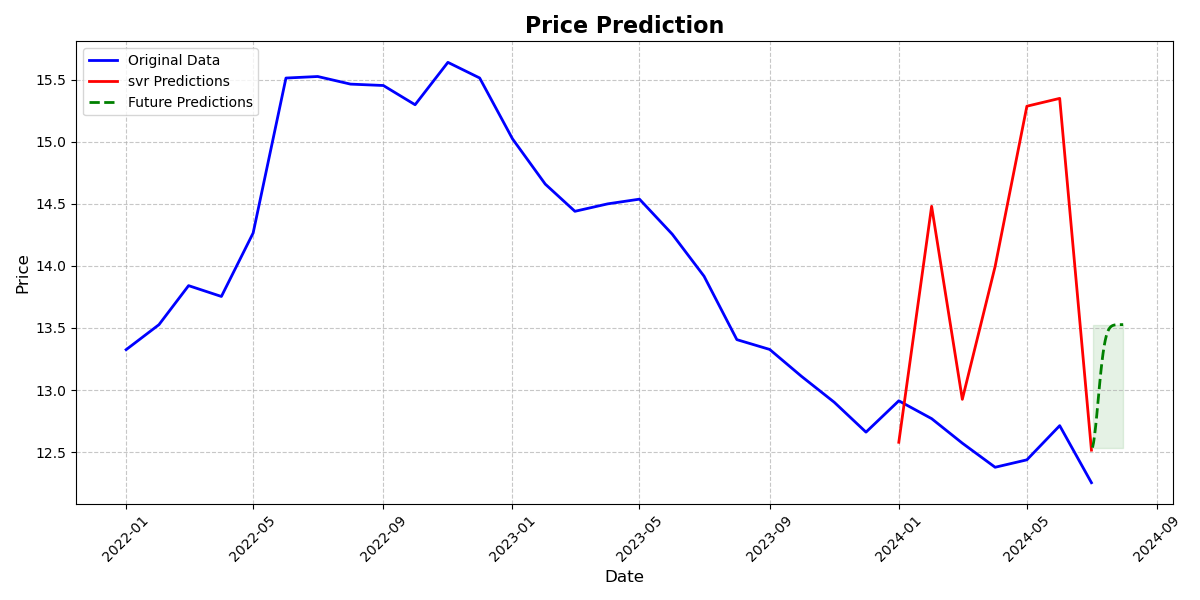 Price Prediction
Original Data
svr Predictions
Future Predictions
Price
15.5
15.0
14.5
14.0
13.5
13.0
12.5
2022-01
2022-05
2022-09
2023-01
2023-05
2023-09
2024-01
2024-05
2024-09
Date